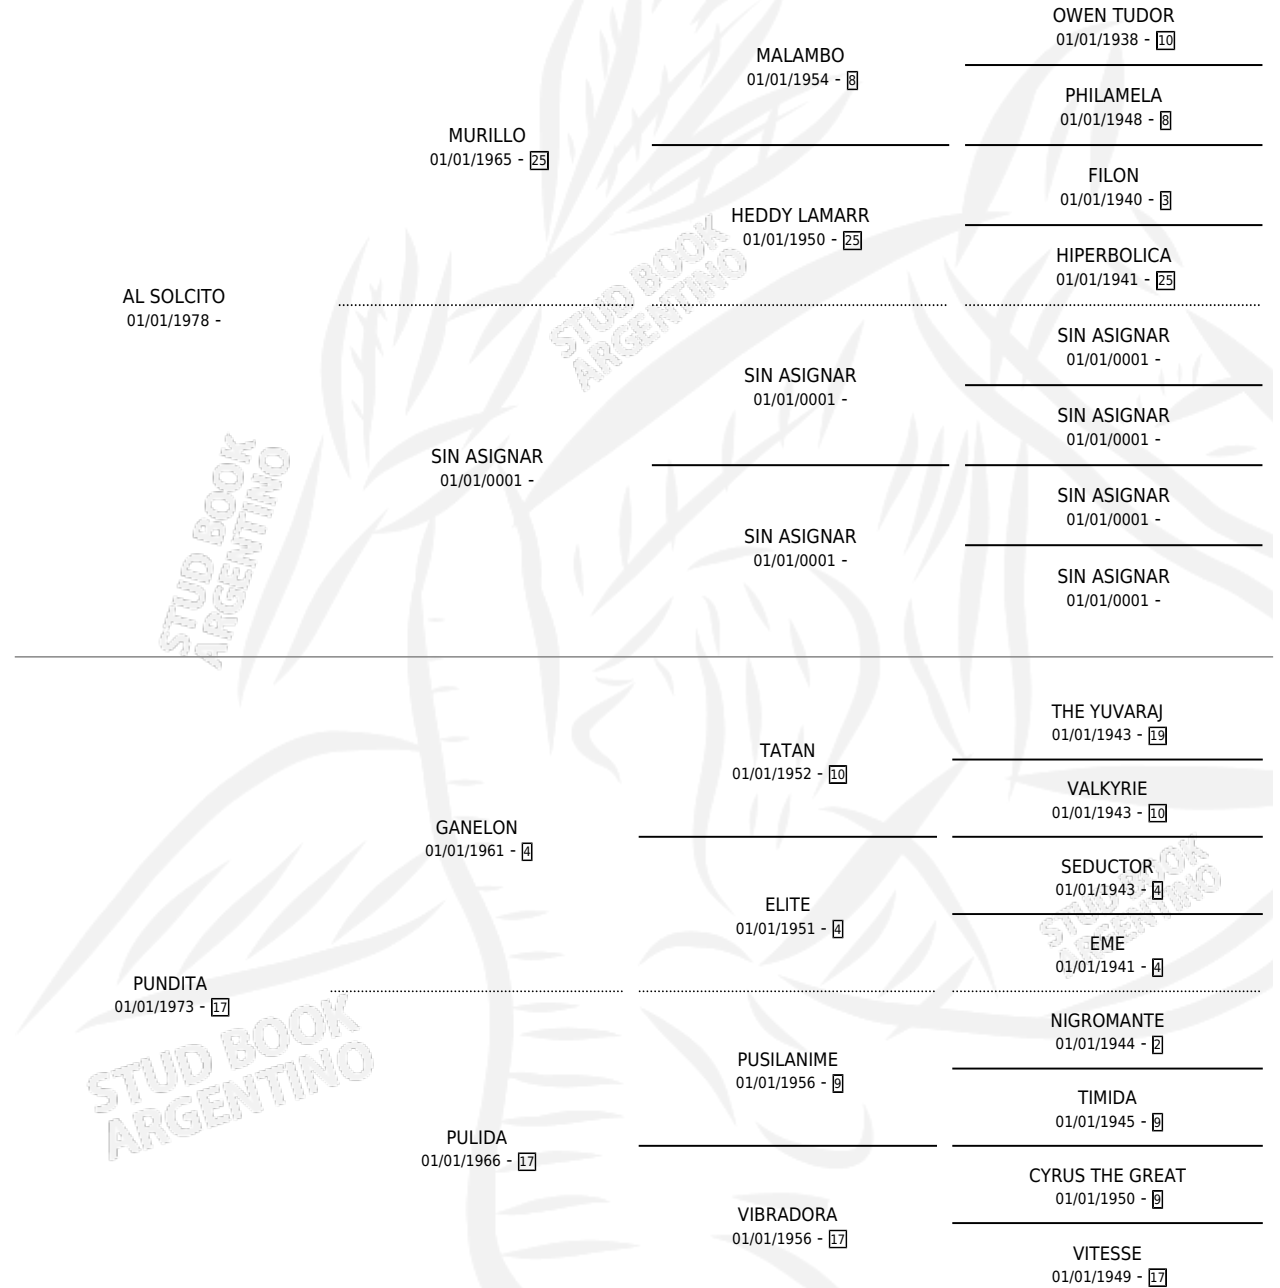 OWEN TUDOR
01/01/1938 - 10
MALAMBO
01/01/1954 - 8
PHILAMELA
01/01/1948 - 8
MURILLO
01/01/1965 - 25
FILON
01/01/1940 - 3
HEDDY LAMARR
01/01/1950 - 25
HIPERBOLICA
01/01/1941 - 25
AL SOLCITO
01/01/1978 -
STUD BOOK
ARGENTINO
SIN ASIGNAR
01/01/0001 -
SIN ASIGNAR
01/01/0001 -
SIN ASIGNAR
01/01/0001 -
SIN ASIGNAR
01/01/0001 -
SIN ASIGNAR
01/01/0001 -
SIN ASIGNAR
01/01/0001 -
SIN ASIGNAR
01/01/0001 -
STUD BOOK
ARGENTINO
THE YUVARAJ
01/01/1943 - 19
TATAN
01/01/1952 - 10
VALKYRIE
01/01/1943 - 10
GANELON
01/01/1961 - 4
SEDUCTOR
01/01/1943 - 4
ELITE
01/01/1951 - 4
STUD BOOK
ARGENTINO
EME
01/01/1941 - 4
PUNDITA
01/01/1973 - 17
NIGROMANTE
01/01/1944 - 2
PUSILANIME
01/01/1956 - 9
STUD BOOK
ARGENTINO
TIMIDA
01/01/1945 - 9
PULIDA
01/01/1966 - 17
CYRUS THE GREAT
01/01/1950 - 9
VIBRADORA
01/01/1956 - 17
VITESSE
01/01/1949 - 17